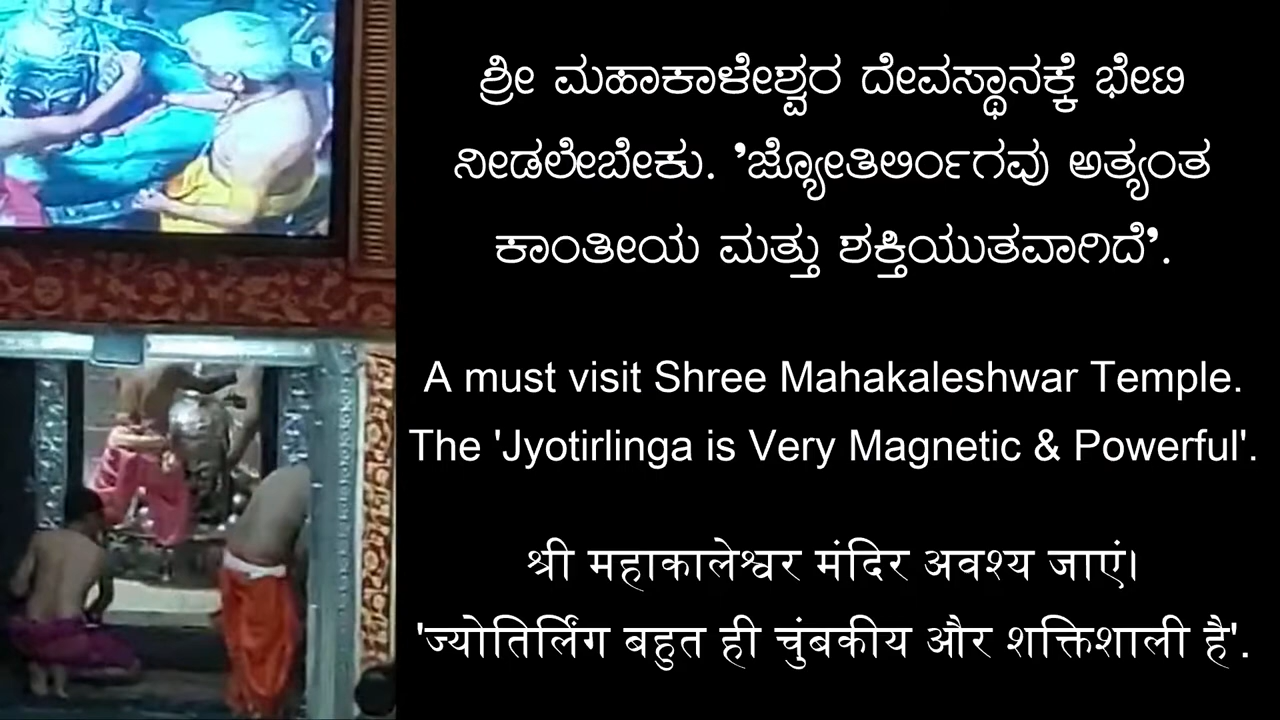 ಶ್ರೀ ಮಹಾಕಾಳೇಶ್ವರ ದೇವಸ್ಥಾನಕ್ಕೆ ಭೇಟಿ
ನೀಡಲೇಬೇಕು. 'ಜ್ಯೋತಿರ್ಲಿಂಗವು ಅತ್ಯಂತ
ಕಾಂತೀಯ ಮತ್ತು ಶಕ್ತಿಯುತವಾಗಿದೆ'.
A must visit Shree Mahakaleshwar Temple.
The 'Jyotirlinga is Very Magnetic & Powerful'.
श्री महाकालेश्वर मंदिर अवश्य जाएं।
'ज्योतिर्लिंग बहुत ही चुंबकीय और शक्तिशाली है'.